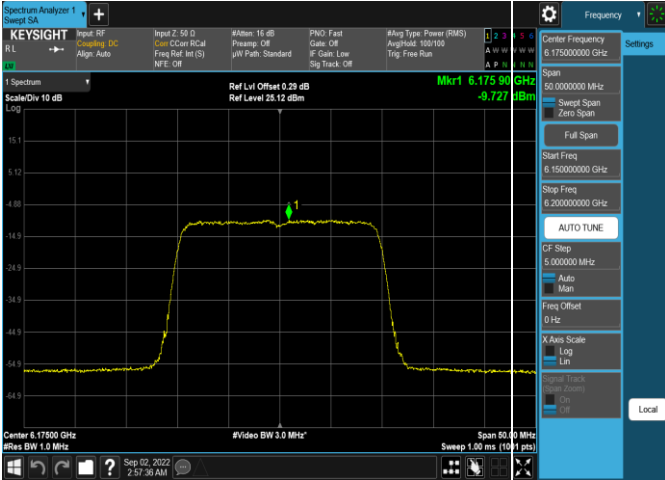 Spectrum Analyzer 1
Swept SA
Frequency
KEYSIGHT
RL
Input: RF
Coupling: DC
Align: Auto
Input Z: 50 Ω
Corr CCorr RCal
Freq Ref: Int (S)
NFE: Off
#Atten: 16 dB
Preamp: Off
µW Path: Standard
PNO: Fast
Gate: Off
IF Gain: Low
Sig Track: Off
#Avg Type: Power (RMS)
Avg|Hold: 100/100
Trig: Free Run
1 2 3 4 5 6
A W W W W W
A P N N N N
1 Spectrum
Scale/Div 10 dB
Log
Ref Lvl Offset 0.29 dB
Ref Level 25.12 dBm
Mkr1 6.175 90 GHz
-9.727 dBm
15.1
5.12
-4.88
-14.9
-24.9
-34.9
-44.9
-54.9
-64.9
1
Center 6.17500 GHz
#Res BW 1.0 MHz
#Video BW 3.0 MHz*
Span 50.00 MHz
Sweep 1.00 ms (1001 pts)
Sep 02, 2022
2:57:36 AM
Center Frequency
6.175000000 GHz
Span
50.0000000 MHz
Swept Span
Zero Span
Full Span
Start Freq
6.150000000 GHz
Stop Freq
6.200000000 GHz
AUTO TUNE
CF Step
5.000000 MHz
Auto
Man
Freq Offset
0 Hz
X Axis Scale
Log
Lin
Signal Track
(Span Zoom)
On
Off
Settings
Local